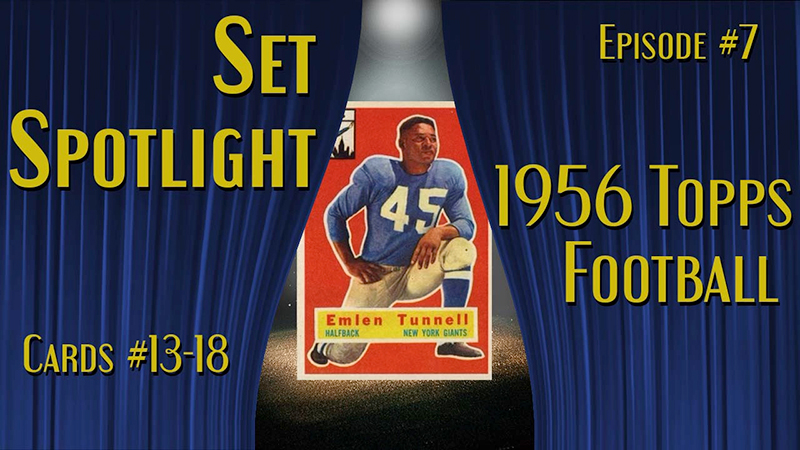 Set
Spotlight
Episode #7
1956 Topps
Football
45
Emlen Tunnell
HALFBACK NEW YORK GIANTS
Cards #13-18